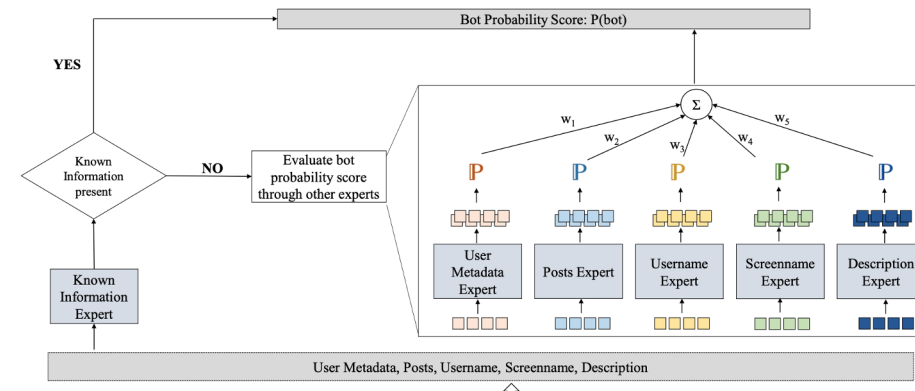 Bot Probability Score: P(bot)
YES
Known
Information
present
NO
Evaluate bot
probability score
through other experts
Known
Information
Expert
Σ
w1
w2
w3
w4
w5
ℙ
ℙ
ℙ
ℙ
ℙ
User
Metadata
Expert
Posts Expert
Username
Expert
Screenname
Expert
Description
Expert
User Metadata, Posts, Username, Screenname, Description